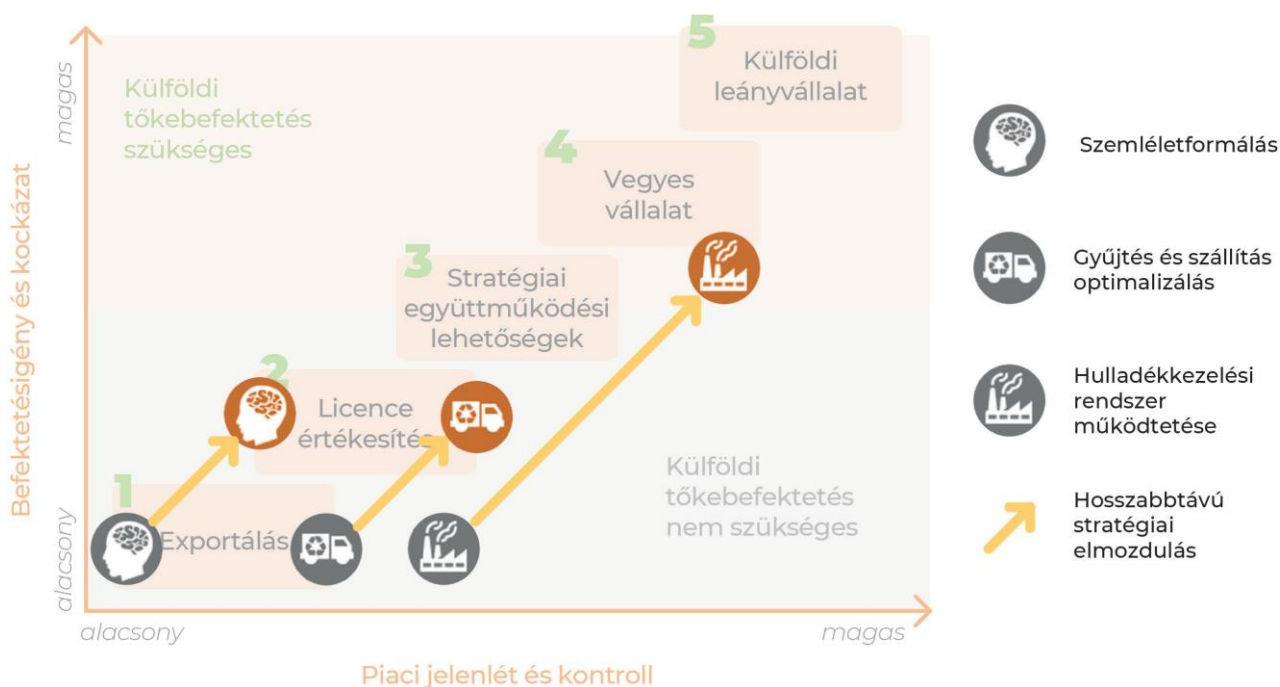 5
Külföldi
leányvállalat
magas
Külföldi
tőkebefektetés
szükséges
4
Vegyes
vállalat
3
Stratégiai
együttműködési
lehetőségek
2
Licence
értékesítés
1
Exportálás
Külföldi
tőkebefektetés
nem szükséges
Befektetésigény és kockázat
alacsony
alacsony
magas
Piaci jelenlét és kontroll
Szemléletformálás
Gyűjtés és szállítás
optimalizálás
Hulladékkezelési
rendszer
működtetése
Hosszabbtávú
stratégiai
elmozdulás